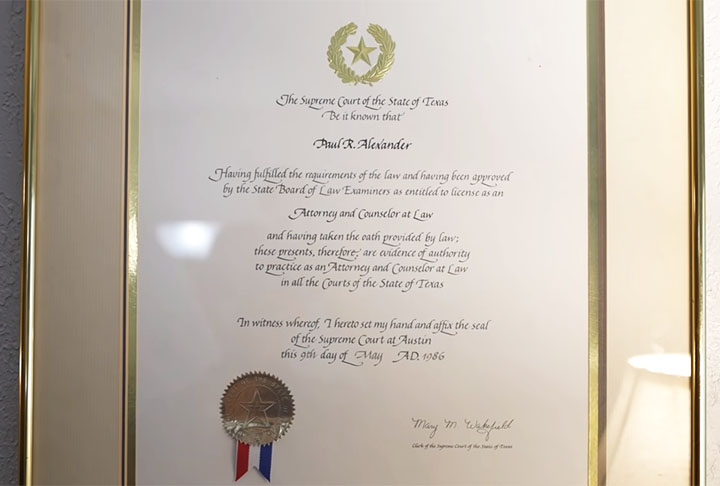 The Supreme Court of the State of Texas
Be it known that
Paul R. Alexander
Having fulfilled the requirements of the law and having been approved
by the State Board of Law Examiners as entitled to license as an
Attorney and Counselor at Law
and having taken the oath provided by law;
these presents, therefore, are evidence of authority
to practice as an Attorney and Counselor at Law
in all the Courts of the State of Texas
In witness whereof, I hereto set my hand and affix the seal
of the Supreme Court at Austin
this 9th day of May AD. 1986
Mary M. Wakefield
Clerk of the Supreme Court of the State of Texas